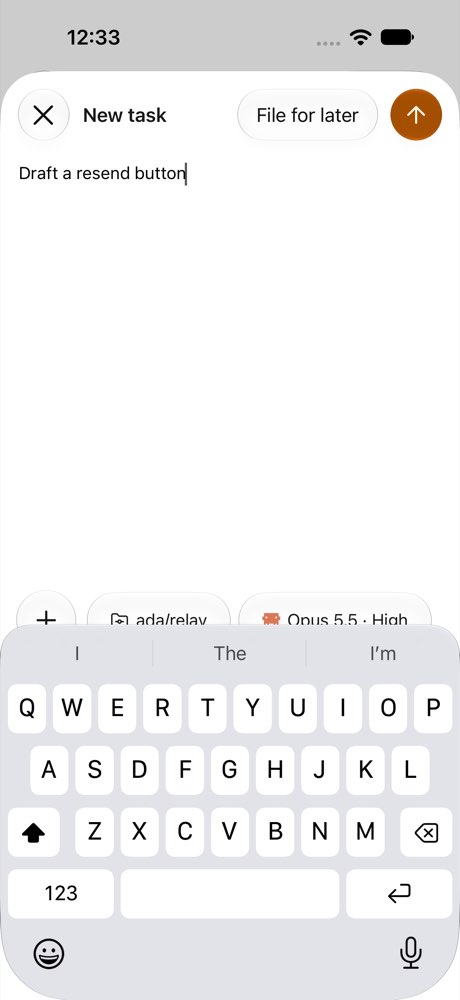 12:33
New task
File for later
Draft a resend button
ada/relay
Opus 5.5 · High
I
The
I’m
Q W E R T Y U I O P
A S D F G H J K L
Z X C V B N M
123